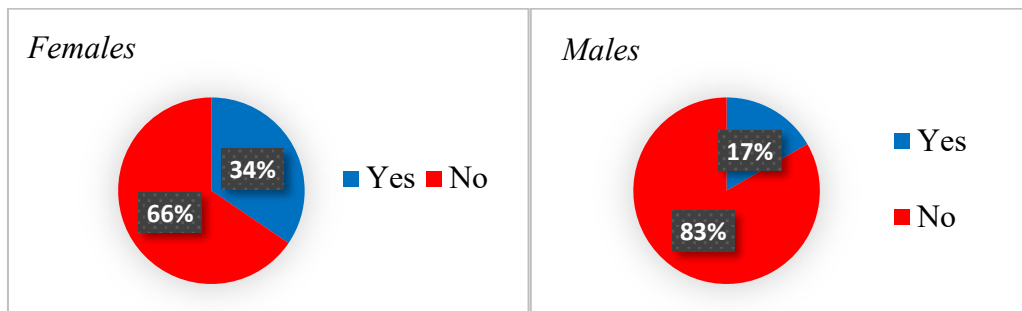 Females
34%
66%
Yes No
Males
17%
83%
Yes
No